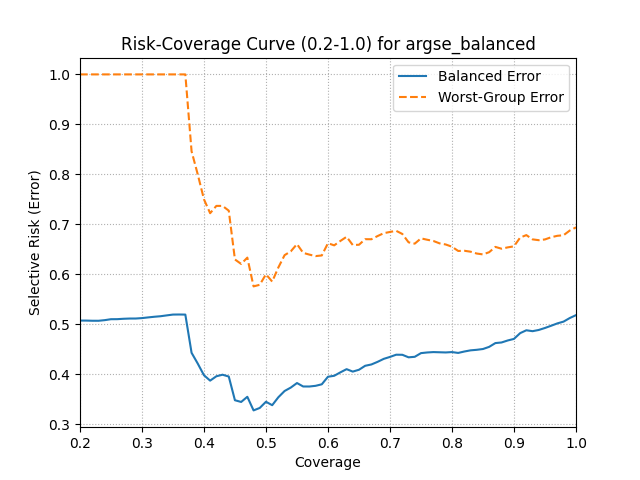 Risk-Coverage Curve (0.2-1.0) for argse_balanced
Selective Risk (Error)
1.0
0.9
0.8
0.7
0.6
0.5
0.4
0.3
Balanced Error
Worst-Group Error
0.2 0.3 0.4 0.5 0.6 0.7 0.8 0.9 1.0
Coverage